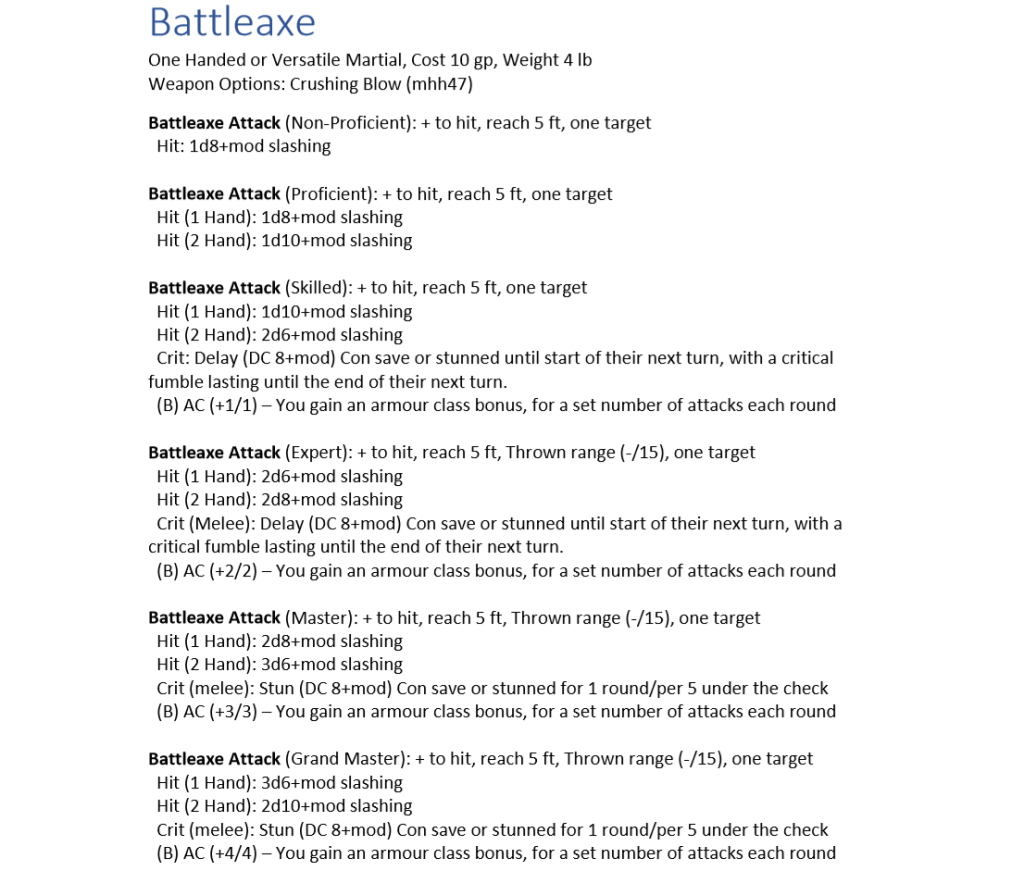 Battleaxe
One Handed or Versatile Martial, Cost 10 gp, Weight 4 lb
Weapon Options: Crushing Blow (mhh47)
Battleaxe Attack (Non-Proficient): + to hit, reach 5 ft, one target
Hit: 1d8+mod slashing
Battleaxe Attack (Proficient): + to hit, reach 5 ft, one target
Hit (1 Hand): 1d8+mod slashing
Hit (2 Hand): 1d10+mod slashing
Battleaxe Attack (Skilled): + to hit, reach 5 ft, one target
Hit (1 Hand): 1d10+mod slashing
Hit (2 Hand): 2d6+mod slashing
Crit: Delay (DC 8+mod) Con save or stunned until start of their next turn, with a critical
fumble lasting until the end of their next turn.
(B) AC (+1/1) – You gain an armour class bonus, for a set number of attacks each round
Battleaxe Attack (Expert): + to hit, reach 5 ft, Thrown range (-/15), one target
Hit (1 Hand): 2d6+mod slashing
Hit (2 Hand): 2d8+mod slashing
Crit (Melee): Delay (DC 8+mod) Con save or stunned until start of their next turn, with a
critical fumble lasting until the end of their next turn.
(B) AC (+2/2) – You gain an armour class bonus, for a set number of attacks each round
Battleaxe Attack (Master): + to hit, reach 5 ft, Thrown range (-/15), one target
Hit (1 Hand): 2d8+mod slashing
Hit (2 Hand): 3d6+mod slashing
Crit (melee): Stun (DC 8+mod) Con save or stunned for 1 round/per 5 under the check
(B) AC (+3/3) – You gain an armour class bonus, for a set number of attacks each round
Battleaxe Attack (Grand Master): + to hit, reach 5 ft, Thrown range (-/15), one target
Hit (1 Hand): 3d6+mod slashing
Hit (2 Hand): 2d10+mod slashing
Crit (melee): Stun (DC 8+mod) Con save or stunned for 1 round/per 5 under the check
(B) AC (+4/4) – You gain an armour class bonus, for a set number of attacks each round